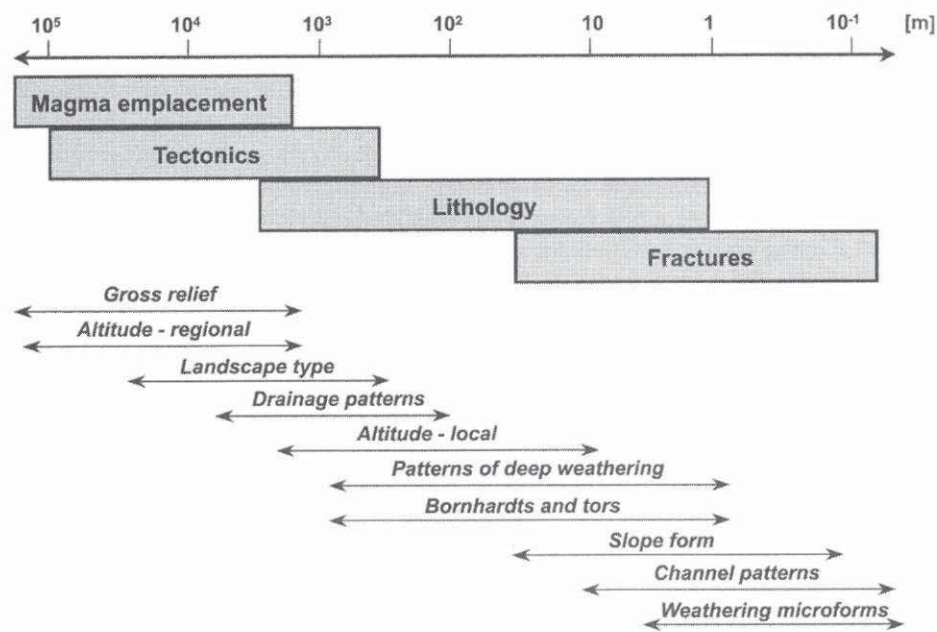 10⁵ 10⁴ 10³ 10² 10 1 10⁻¹ [m]
Magma emplacement
Tectonics
Lithology
Fractures
Gross relief
Altitude - regional
Landscape type
Drainage patterns
Altitude - local
Patterns of deep weathering
Bornhardts and tors
Slope form
Channel patterns
Weathering microforms